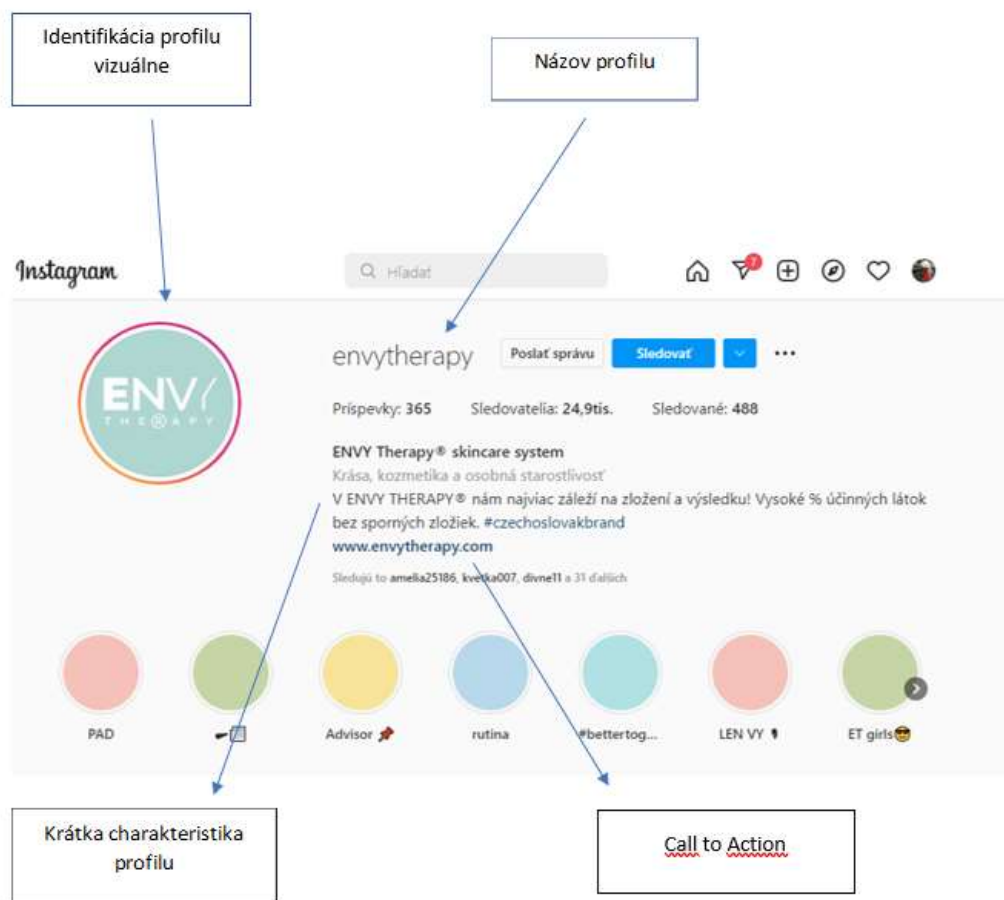 Identifikácia profilu
vizuálne
Názov profilu
Instagram
Hľadať
7
ENVY
THERAPY
envytherapy
Poslať správu
Sledovať
Príspevky: 365 Sledovatelia: 24,9tis. Sledované: 488
ENVY Therapy® skincare system
Krása, kozmetika a osobná starostlivosť
V ENVY THERAPY® nám najviac záleží na zložení a výsledku! Vysoké % účinných látok
bez sporných zložiek. #czechoslovakbrand
www.envytherapy.com
Sledujú to amelia25186, kvetka007, divne11 a 31 ďalších
PAD
Advisor 📌
rutina
#bettertog...
LEN VY
ET girls😎
Krátka charakteristika
profilu
Call to Action